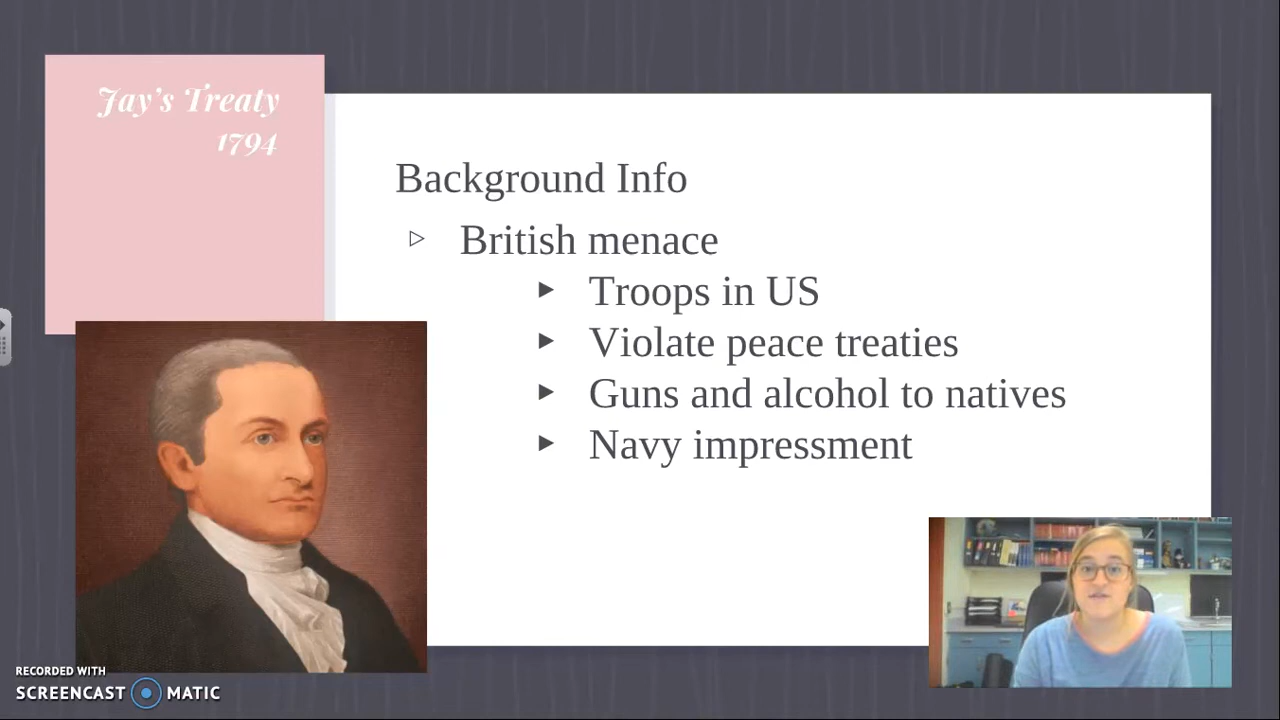 Jay's Treaty
1794
Background Info
▷ British menace
► Troops in US
► Violate peace treaties
► Guns and alcohol to natives
► Navy impressment
RECORDED WITH
SCREENCAST MATIC